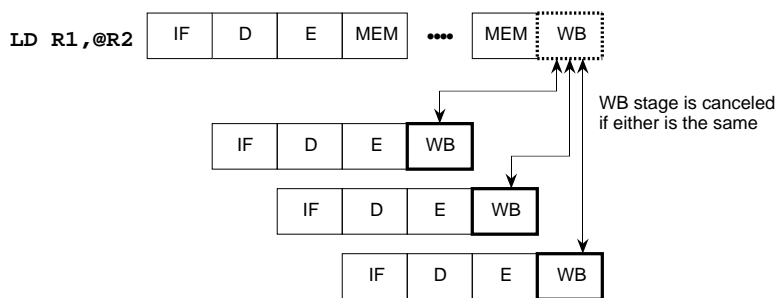 LD R1,@R2 IF D E MEM •••• MEM WB
WB stage is canceled
if either is the same
IF D E WB
IF D E WB
IF D E WB